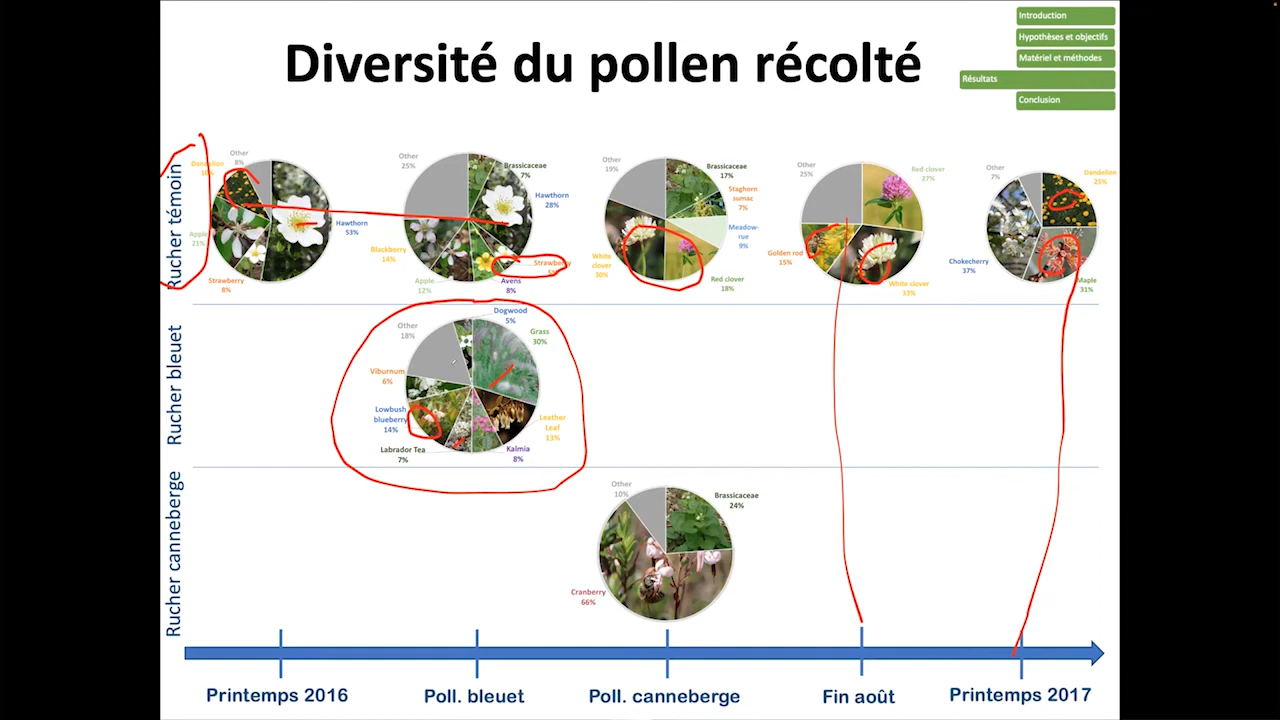 Introduction
Hypothèses et objectifs
Matériel et méthodes
Résultats
Conclusion
Diversité du pollen récolté
Rucher témoin
Other
8%
Hawthorn
53%
Strawberry
8%
Apple
21%
Dandelion
10%
Other
25%
Brassicaceae
7%
Hawthorn
28%
Strawberry
5%
Avens
8%
Apple
12%
Blackberry
14%
Other
19%
Brassicaceae
17%
Staghorn
sumac
7%
Meadow-
rue
9%
Red clover
18%
White
clover
30%
Other
25%
Red clover
27%
White clover
33%
Golden rod
15%
Other
7%
Dandelion
25%
Maple
31%
Chokecherry
37%
Rucher bleuet
Dogwood
5%
Grass
30%
Leather
Leaf
13%
Kalmia
8%
Labrador Tea
7%
Lowbush
blueberry
14%
Viburnum
6%
Other
18%
Rucher canneberge
Other
10%
Brassicaceae
24%
Cranberry
66%
Printemps 2016
Poll. bleuet
Poll. canneberge
Fin août
Printemps 2017